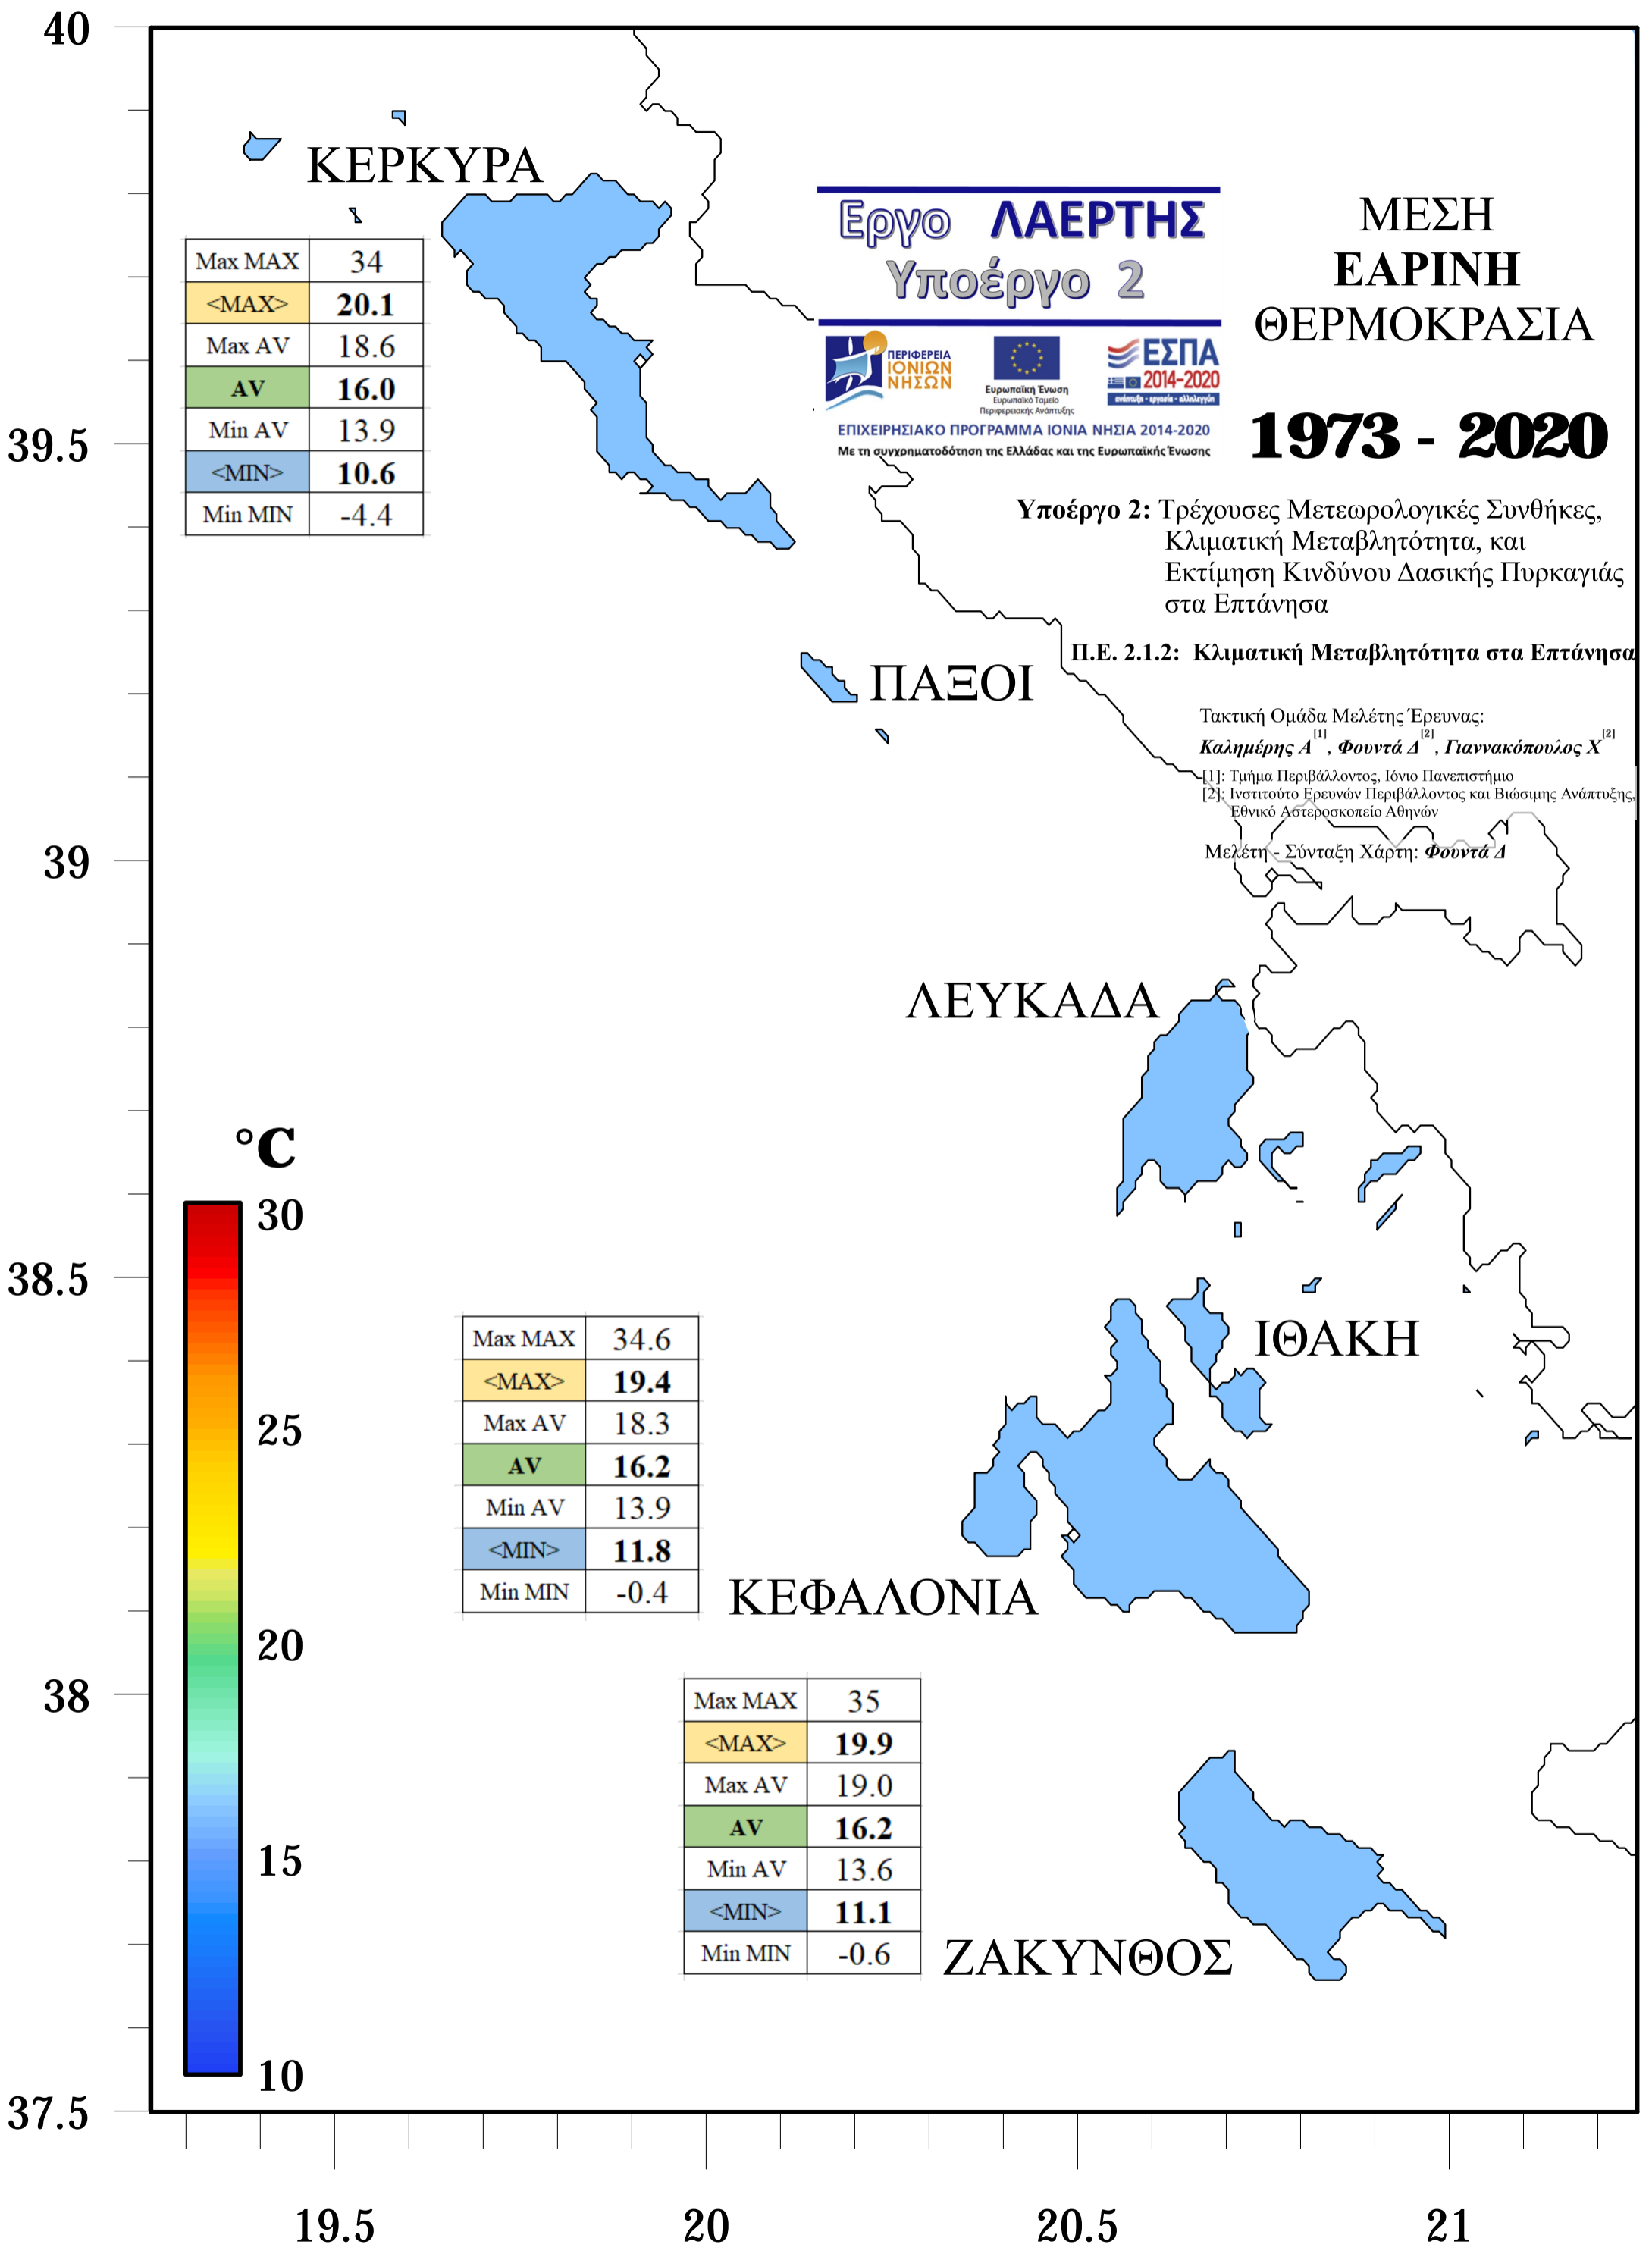 40
ΚΕΡΚΥΡΑ
Max MAX 34
<MAX> 20.1
Max AV 18.6
AV 16.0
Min AV 13.9
<MIN> 10.6
Min MIN -4.4
Εργο ΛΑΕΡΤΗΣ
Υποέργο 2
ΠΕΡΙΦΕΡΕΙΑ
ΙΟΝΙΩΝ
ΝΗΣΩΝ
Ευρωπαϊκή Ένωση
Ευρωπαϊκό Ταμείο
Περιφερειακής Ανάπτυξης
ΕΣΠΑ
2014-2020
ανάπτυξη - εργασία - αλληλεγγύη
ΕΠΙΧΕΙΡΗΣΙΑΚΟ ΠΡΟΓΡΑΜΜΑ ΙΟΝΙΑ ΝΗΣΙΑ 2014-2020
Με τη συγχρηματοδότηση της Ελλάδας και της Ευρωπαϊκής Ένωσης
ΜΕΣΗ
ΕΑΡΙΝΗ
ΘΕΡΜΟΚΡΑΣΙΑ
1973 - 2020
39.5
Υποέργο 2: Τρέχουσες Μετεωρολογικές Συνθήκες,
Κλιματική Μεταβλητότητα, και
Εκτίμηση Κινδύνου Δασικής Πυρκαγιάς
στα Επτάνησα
Π.Ε. 2.1.2: Κλιματική Μεταβλητότητα στα Επτάνησα
ΠΑΞΟΙ
Τακτική Ομάδα Μελέτης Έρευνας:
Καλημέρης Α[1], Φουντά Δ[2], Γιαννακόπουλος Χ[2]
[1]: Τμήμα Περιβάλλοντος, Ιόνιο Πανεπιστήμιο
[2]: Ινστιτούτο Ερευνών Περιβάλλοντος και Βιώσιμης Ανάπτυξης,
Εθνικό Αστεροσκοπείο Αθηνών
Μελέτη - Σύνταξη Χάρτη: Φουντά Δ
39
ΛΕΥΚΑΔΑ
°C
30
25
20
15
10
38.5
ΙΘΑΚΗ
Max MAX 34.6
<MAX> 19.4
Max AV 18.3
AV 16.2
Min AV 13.9
<MIN> 11.8
Min MIN -0.4
ΚΕΦΑΛΟΝΙΑ
38
Max MAX 35
<MAX> 19.9
Max AV 19.0
AV 16.2
Min AV 13.6
<MIN> 11.1
Min MIN -0.6
ΖΑΚΥΝΘΟΣ
37.5
19.5 20 20.5 21